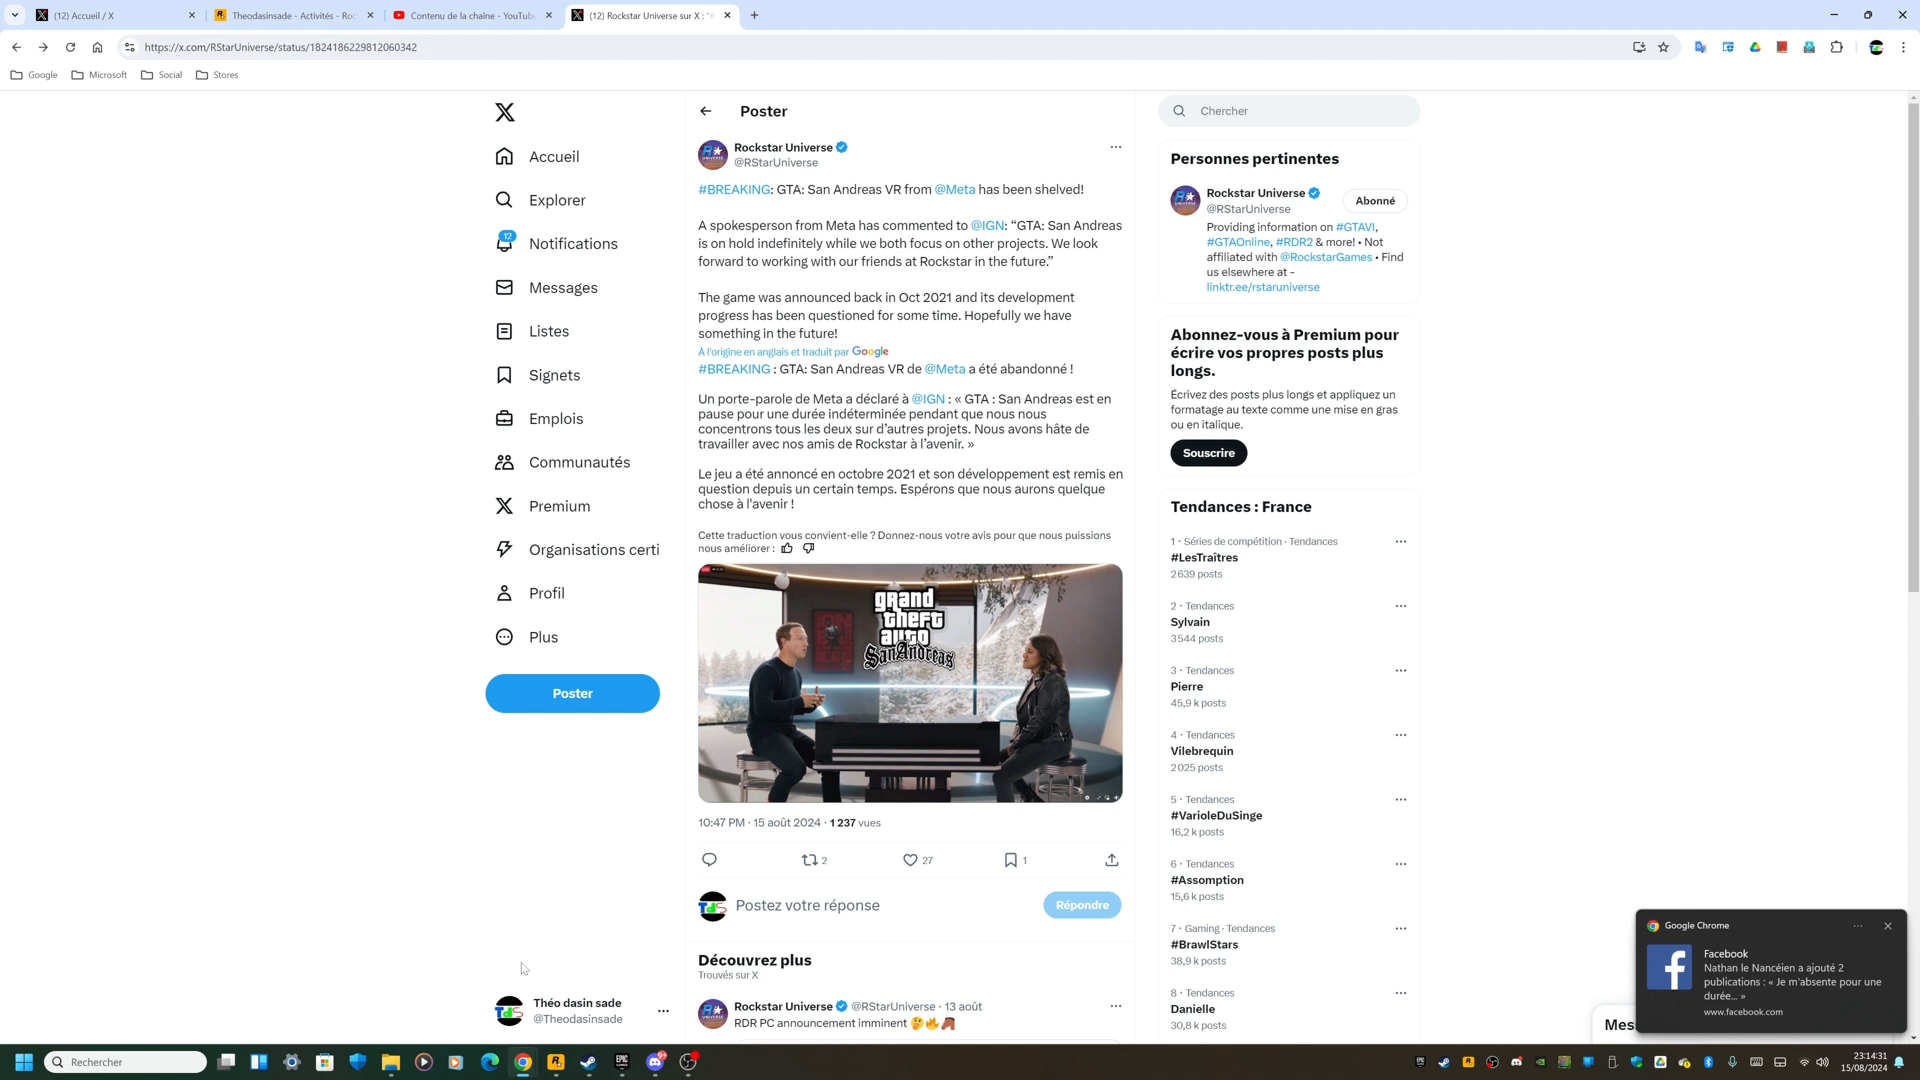 (12) Accueil / X
Theodasinsade - Activités - Roc
Contenu de la chaîne - YouTube
(12) Rockstar Universe sur X : "#
https://x.com/RStarUniverse/status/1824186229812060342
Google
Microsoft
Social
Stores
Accueil
Explorer
12
Notifications
Messages
Listes
Signets
Emplois
Communautés
Premium
Organisations certi
Profil
Plus
Poster
Théo dasin sade
@Theodasinsade
Poster
Rockstar Universe
@RStarUniverse
#BREAKING: GTA: San Andreas VR from @Meta has been shelved!
A spokesperson from Meta has commented to @IGN: “GTA: San Andreas
is on hold indefinitely while we both focus on other projects. We look
forward to working with our friends at Rockstar in the future.”
The game was announced back in Oct 2021 and its development
progress has been questioned for some time. Hopefully we have
something in the future!
À l'origine en anglais et traduit par Google
#BREAKING : GTA: San Andreas VR de @Meta a été abandonné !
Un porte-parole de Meta a déclaré à @IGN : « GTA : San Andreas est en
pause pour une durée indéterminée pendant que nous nous
concentrons tous les deux sur d’autres projets. Nous avons hâte de
travailler avec nos amis de Rockstar à l’avenir. »
Le jeu a été annoncé en octobre 2021 et son développement est remis en
question depuis un certain temps. Espérons que nous aurons quelque
chose à l'avenir !
Cette traduction vous convient-elle ? Donnez-nous votre avis pour que nous puissions
nous améliorer :
grand
theft
auto
San Andreas
10:47 PM · 15 août 2024 · 1 237 vues
2
27
1
TdS
Postez votre réponse
Répondre
Découvrez plus
Trouvés sur X
Rockstar Universe @RStarUniverse · 13 août
RDR PC announcement imminent 🤔🔥🐴
Chercher
Personnes pertinentes
Rockstar Universe
@RStarUniverse
Abonné
Providing information on #GTAVI,
#GTAOnline, #RDR2 & more! • Not
affiliated with @RockstarGames • Find
us elsewhere at -
linktr.ee/rstaruniverse
Abonnez-vous à Premium pour
écrire vos propres posts plus
longs.
Écrivez des posts plus longs et appliquez un
formatage au texte comme une mise en gras
ou en italique.
Souscrire
Tendances : France
1 · Séries de compétition · Tendances
#LesTraîtres
2 639 posts
2 · Tendances
Sylvain
3 544 posts
3 · Tendances
Pierre
45,9 k posts
4 · Tendances
Vilebrequin
2 025 posts
5 · Tendances
#VarioleDuSinge
16,2 k posts
6 · Tendances
#Assomption
15,6 k posts
7 · Gaming · Tendances
#BrawlStars
38,9 k posts
8 · Tendances
Danielle
30,8 k posts
Google Chrome
Facebook
Nathan le Nancéien a ajouté 2
publications : « Je m’absente pour une
durée... »
www.facebook.com
Rechercher
23:14:31
15/08/2024